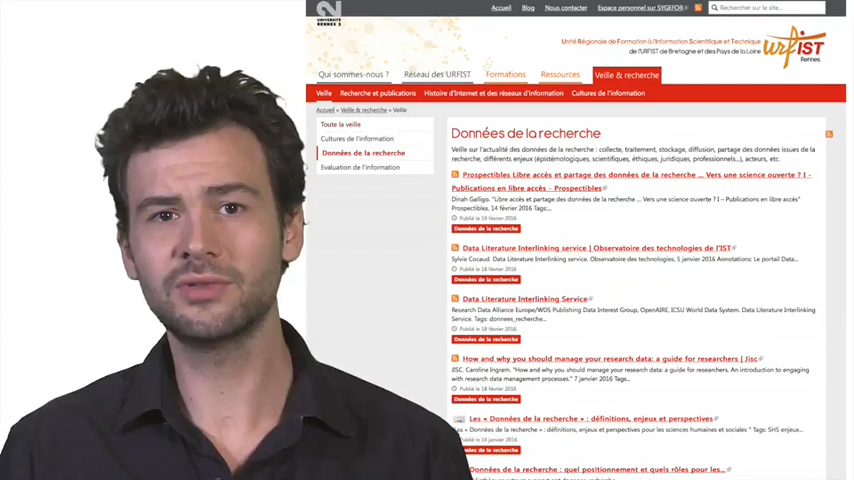 2
UNIVERSITÉ
RENNES 2
Accueil Blog Nous contacter Espace personnel sur SYGEFOR Rechercher sur le site...
Unité Régionale de Formation à l'Information Scientifique et Technique
de l'URFIST de Bretagne et des Pays de la Loire
urfIST
Rennes
Qui sommes-nous ? Réseau des URFIST Formations Ressources Veille & recherche
Veille Recherche et publications Histoire d'Internet et des réseaux d'information Cultures de l'information
Accueil » Veille & recherche » Veille
Toute la veille
Cultures de l'information
Données de la recherche
Evaluation de l'information
Données de la recherche
Veille sur l'actualité des données de la recherche : collecte, traitement, stockage, diffusion, partage des données issues de la
recherche, différents enjeux (épistémologiques, scientifiques, éthiques, juridiques, professionnels...), acteurs, etc.
Prospectibles Libre accès et partage des données de la recherche ... Vers une science ouverte ? I -
Publications en libre accès - Prospectibles
Dinah Galligo. "Libre accès et partage des données de la recherche ... Vers une science ouverte ? I – Publications en libre accès"
Prospectibles, 14 février 2016 Tags:...
Publié le 19 février 2016
Données de la recherche
Data Literature Interlinking service | Observatoire des technologies de l'IST
Sylvie Cocaud. Data Literature Interlinking service. Observatoire des technologies, 5 janvier 2016 Annotations: Le portail Data...
Publié le 18 février 2016
Données de la recherche
Data Literature Interlinking Service
Research Data Alliance Europe/WDS Publishing Data Interest Group, OpenAIRE, ICSU World Data System. Data Literature Interlinking
Service. Tags: donnees_recherche...
Publié le 18 février 2016
Données de la recherche
How and why you should manage your research data: a guide for researchers | Jisc
JISC. Caroline Ingram. "How and why you should manage your research data: a guide for researchers. An introduction to engaging
with research data management processes." 7 janvier 2016...
Publié le 18 février 2016
Données de la recherche
Les « Données de la recherche » : définitions, enjeux et perspectives
« Données de la recherche » : définitions, enjeux et perspectives pour les sciences humaines et sociales " Tags: SHS enjeux...
14 janvier 2016
de la recherche
Données de la recherche : quel positionnement et quels rôles pour les...